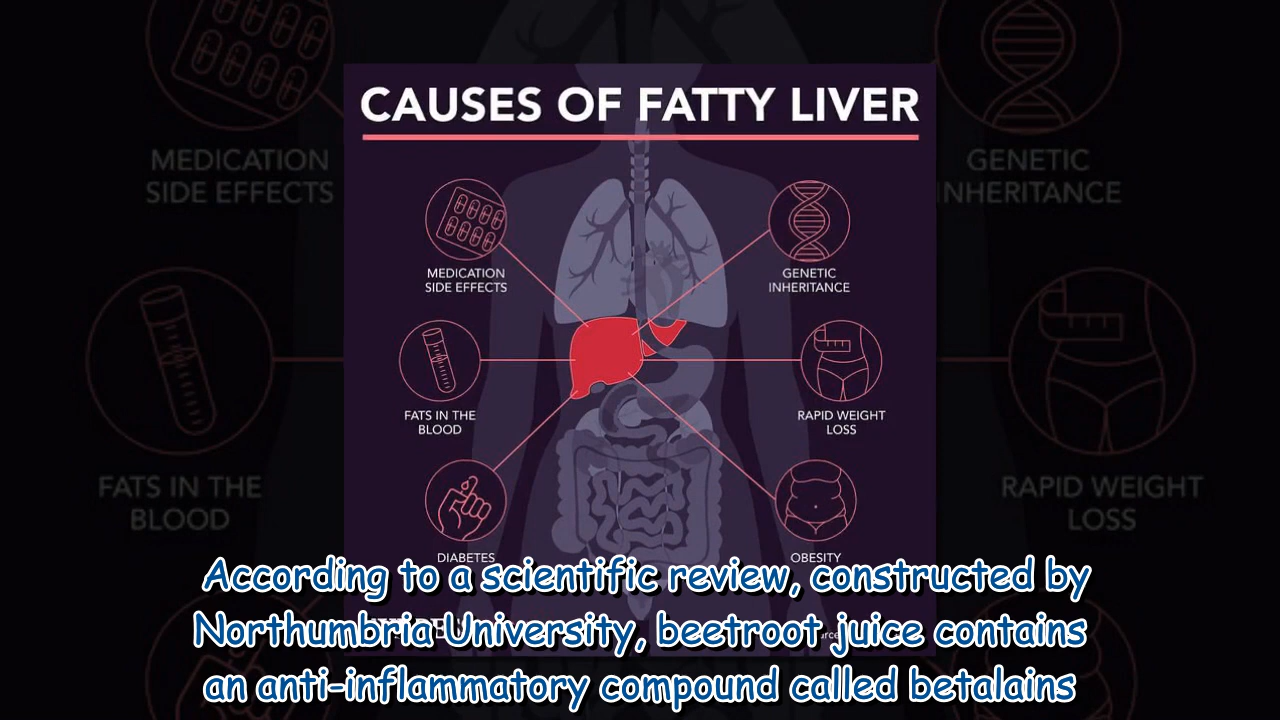 CAUSES OF FATTY LIVER
MEDICATION
SIDE EFFECTS
GENETIC
INHERITANCE
MEDICATION
SIDE EFFECTS
GENETIC
INHERITANCE
FATS IN THE
BLOOD
RAPID WEIGHT
LOSS
FATS IN THE
BLOOD
RAPID WEIGHT
LOSS
DIABETES
OBESITY
According to a scientific review, constructed by
Northumbria University, beetroot juice contains
an anti-inflammatory compound called betalains